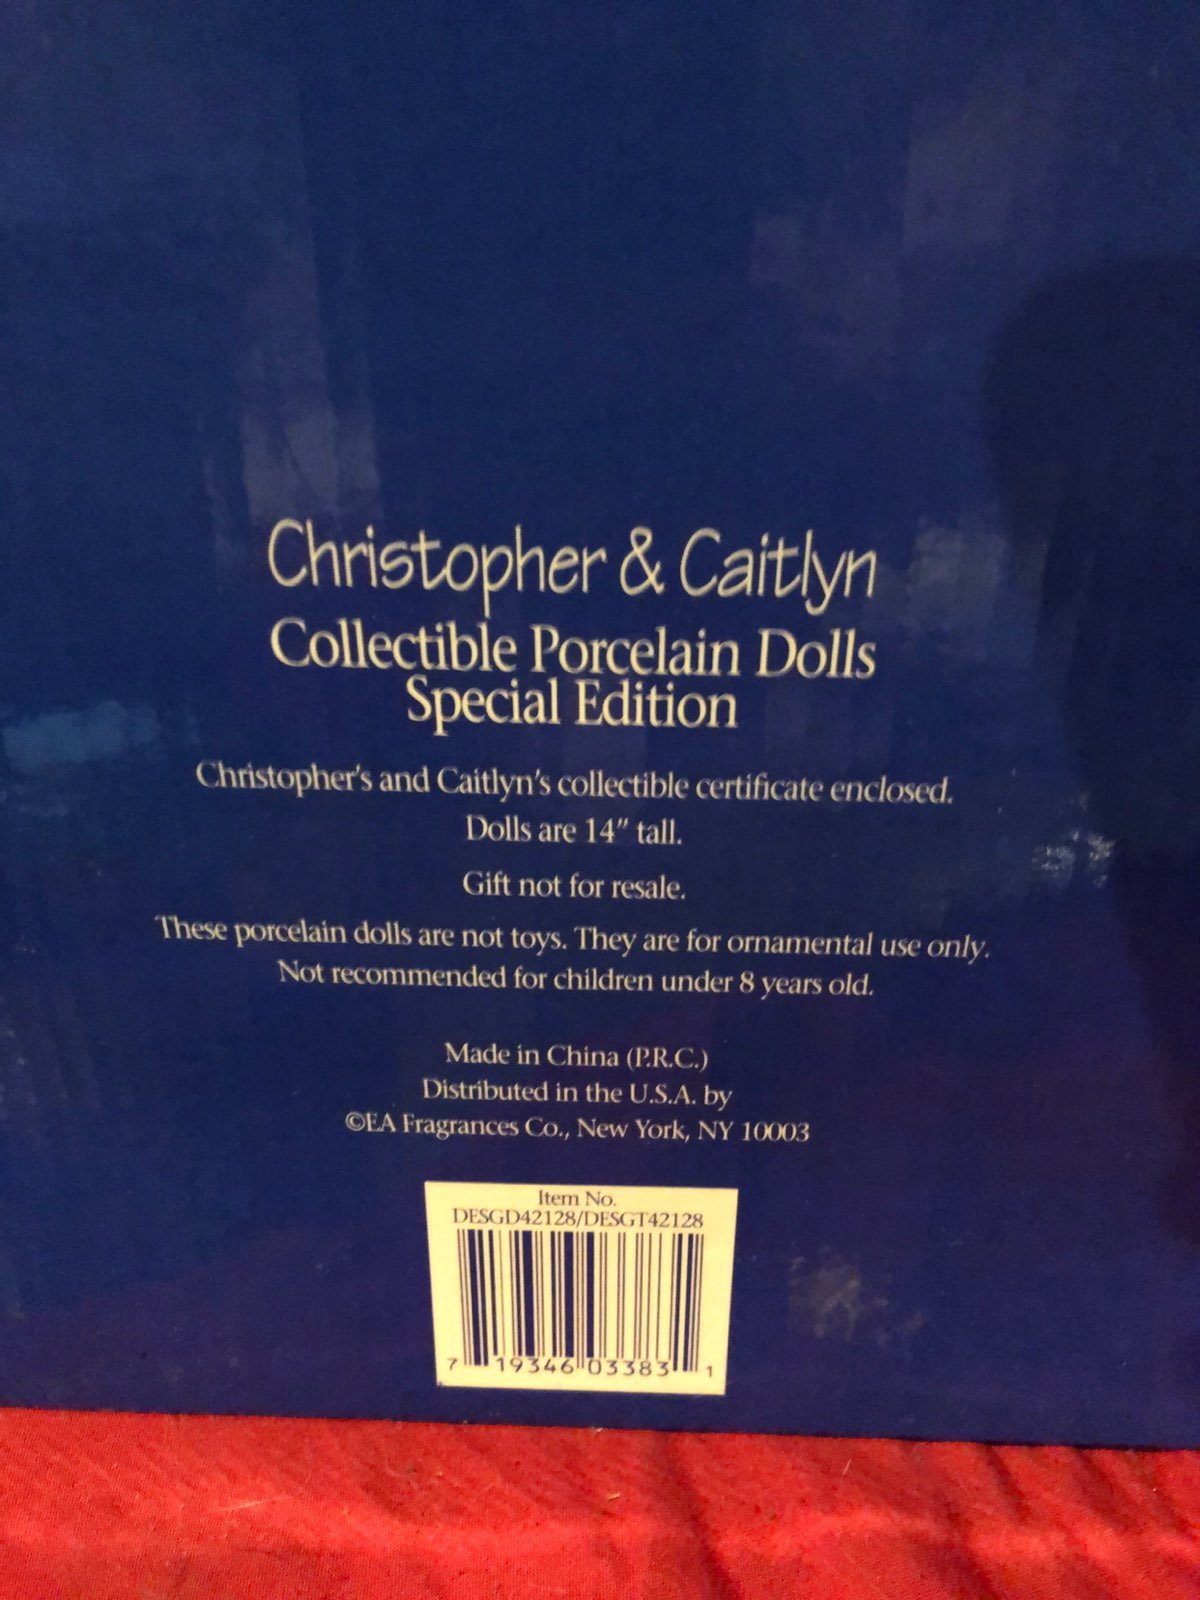 Christopher & Caitlyn
Collectible Porcelain Dolls
Special Edition
Christopher's and Caitlyn's collectible certificate enclosed.
Dolls are 14" tall.
Gift not for resale.
These porcelain dolls are not toys. They are for ornamental use only.
Not recommended for children under 8 years old.
Made in China (P.R.C.)
Distributed in the U.S.A. by
©EA Fragrances Co., New York, NY 10003
Item No.
DESGD42128/DESGT42128
7 19346 03383 1